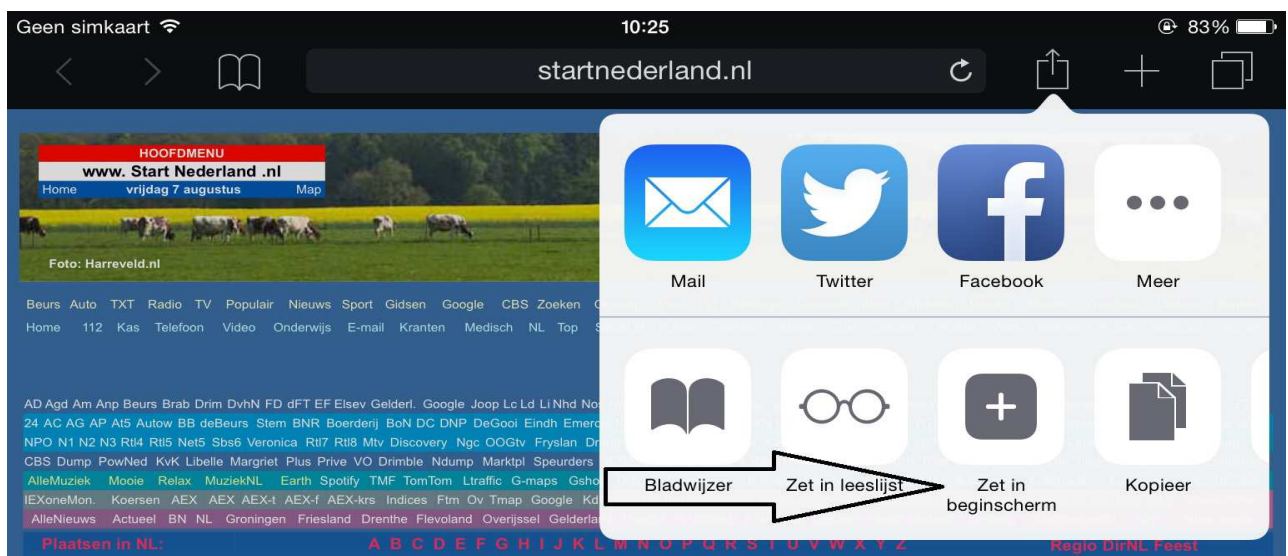 Geen simkaart 10:25 83%
startnederland.nl
HOOFDMENU
www. Start Nederland .nl
Home vrijdag 7 augustus Map
Foto: Harreveld.nl
Mail Twitter Facebook Meer
Beurs Auto TXT Radio TV Populair Nieuws Sport Gidsen Google CBS Zoeken
Home 112 Kas Telefoon Video Onderwijs E-mail Kranten Medisch NL Top
AD Agd Am Anp Beurs Brab Drim DvhN FD dFT EF Elsev Gelderl. Google Joop Lc Ld Li Nhd
24 AC AG AP At5 Autow BB deBeurs Stem BNR Boerderij BoN DC DNP DeGooi Eindh
NPO N1 N2 N3 Rtl4 Rtl5 Net5 Sbs6 Veronica Rtl7 Rtl8 Mtv Discovery Ngc OOGtv Fryslan
CBS Dump PowNed KvK Libelle Margriet Plus Prive VO Drimble Ndump Marktpl Speurders
AlleMuziek Mooie Relax MuziekNL Earth Spotify TMF TomTom Ltraffic G-maps
IEXoneMon. Koersen AEX AEX AEX-t AEX-f AEX-krs Indices Ftm Ov Tmap Google
AlleNieuws Actueel BN NL Groningen Friesland Drenthe Flevoland Overijssel
Bladwijzer Zet in leeslijst Zet in Kopieer
beginscherm
Plaatsen in NL: A B C D E F G H I J K L M N O P Q R S T U V W X Y Z Regio DirNL Feest